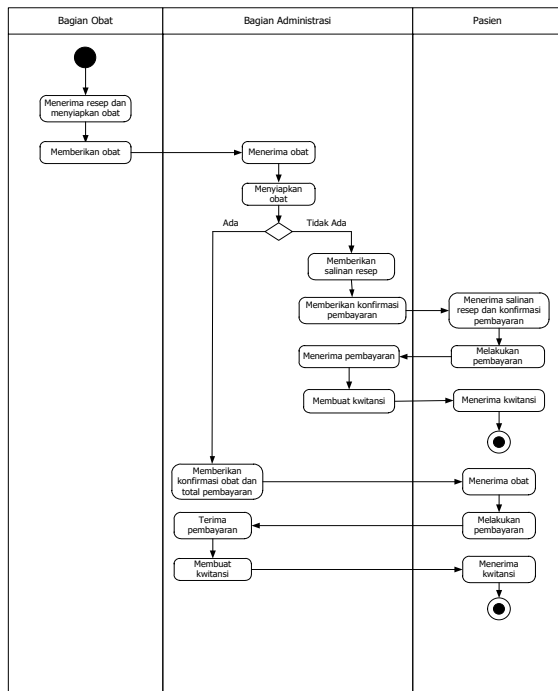 Bagian Obat
Bagian Administrasi
Pasien
Menerima resep dan
menyiapkan obat
Memberikan obat
Menerima obat
Menyiapkan
obat
Ada
Tidak Ada
Memberikan
salinan resep
Memberikan konfirmasi
pembayaran
Menerima salinan
resep dan konfirmasi
pembayaran
Menerima pembayaran
Melakukan
pembayaran
Membuat kwitansi
Menerima kwitansi
Memberikan
konfirmasi obat dan
total pembayaran
Menerima obat
Terima
pembayaran
Melakukan
pembayaran
Membuat
kwitansi
Menerima
kwitansi